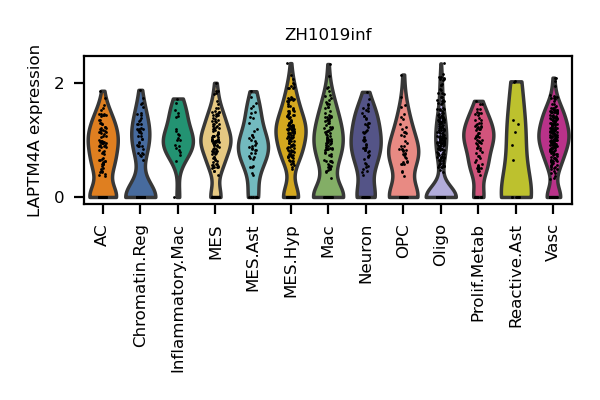 ZH1019inf
LAPTM4A expression
2
0
AC
Chromatin.Reg
Inflammatory.Mac
MES
MES.Ast
MES.Hyp
Mac
Neuron
OPC
Oligo
Prolif.Metab
Reactive.Ast
Vasc